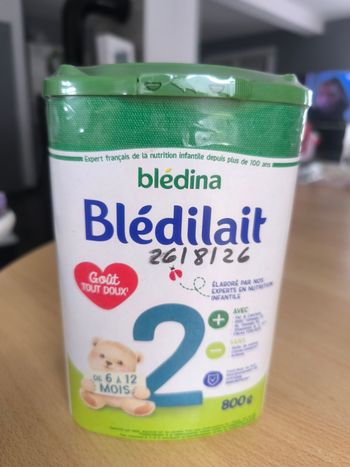 Expert français de la nutrition infantile depuis plus de 100 ans
blédina
Blédilait
26/8/26
Goût
TOUT DOUX
ÉLABORÉ PAR NOS
EXPERTS EN NUTRITION
INFANTILE
AVEC
SANS
2
DE 6 À 12
MOIS
800g